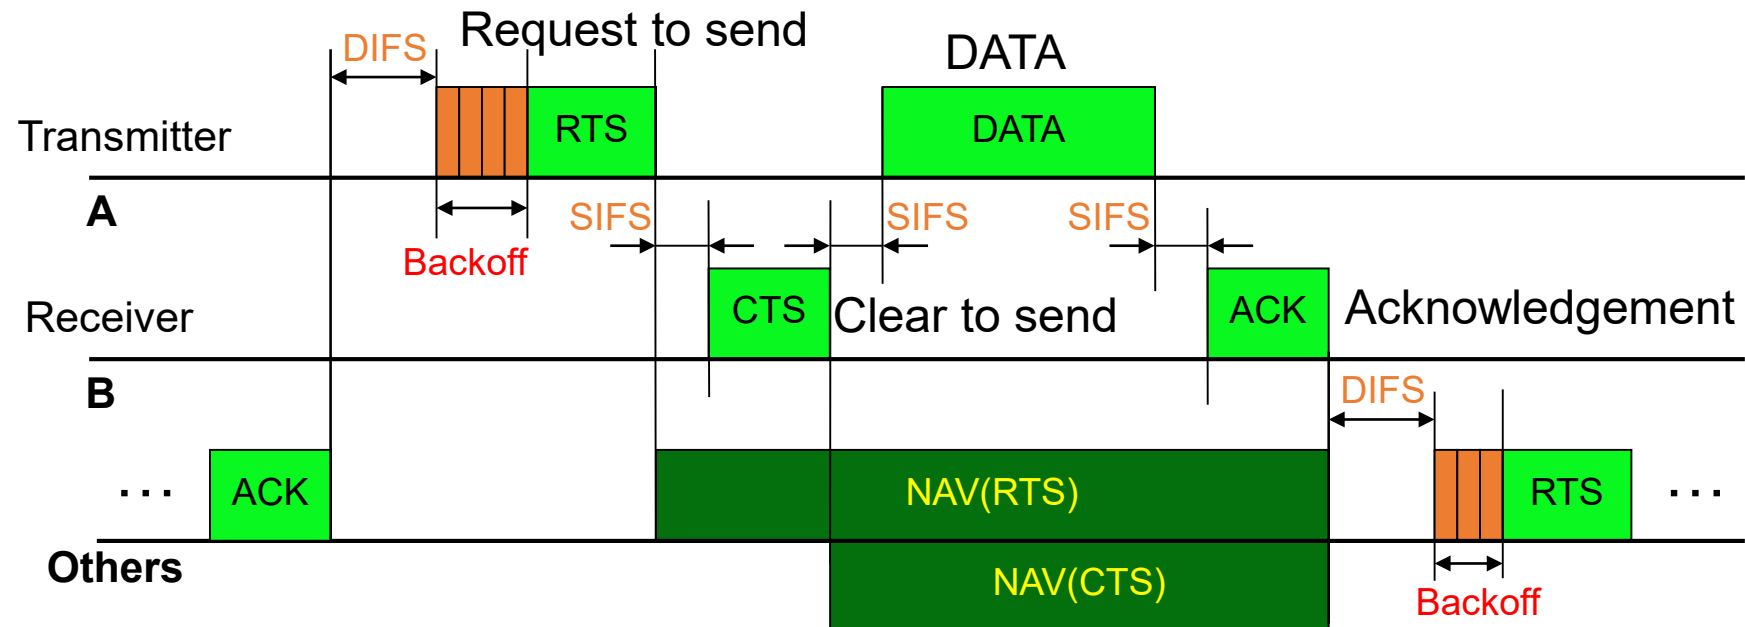 Request to send
DIFS
DATA
Transmitter
RTS
DATA
A
SIFS
SIFS
SIFS
Backoff
Receiver
CTS
Clear to send
ACK
Acknowledgement
B
DIFS
...
ACK
NAV(RTS)
RTS
...
Others
NAV(CTS)
Backoff